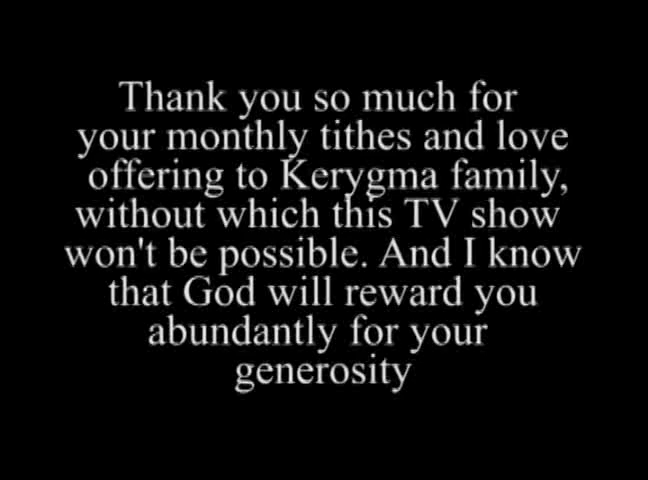 Thank you so much for
your monthly tithes and love
offering to Kerygma family,
without which this TV show
won't be possible. And I know
that God will reward you
abundantly for your
generosity